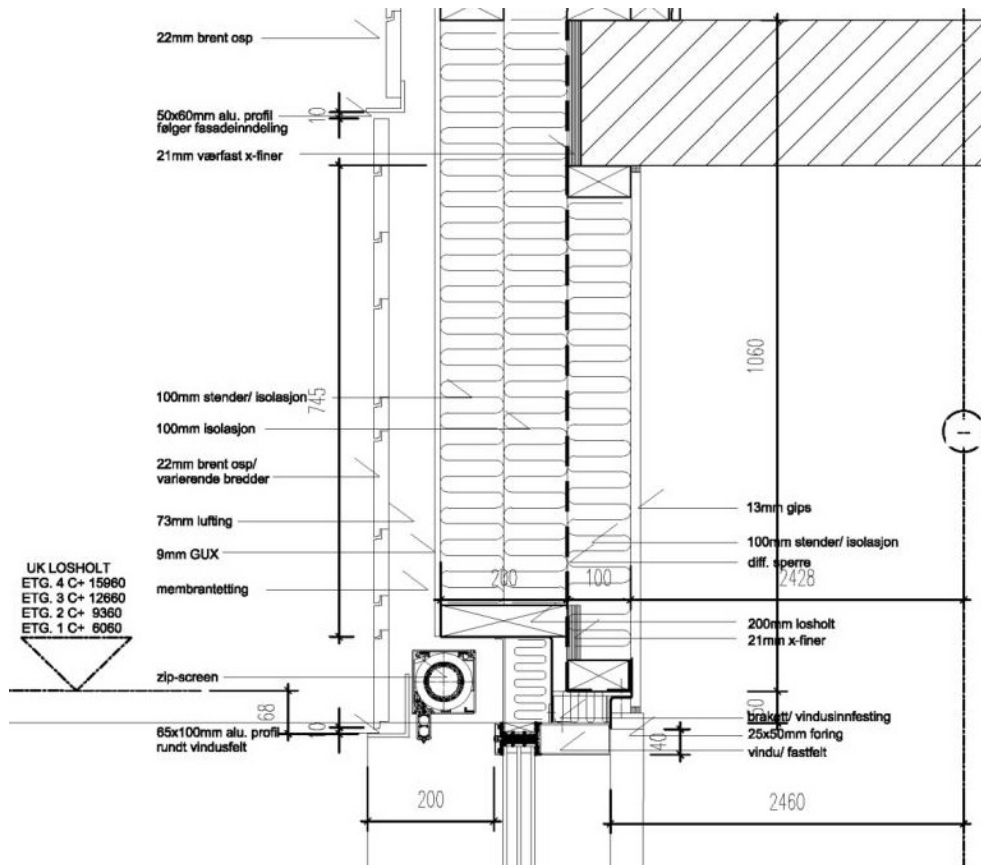 22mm brent osp
10
50x60mm alu. profil
følger fasadeinndeling
21mm værfast x-finer
745
1060
100mm stender/ isolasjon
100mm isolasjon
22mm brent osp/
varierende bredder
73mm lufting
9mm GUX
membrantetting
UK LOSHOLT
ETG. 4 C+ 15960
ETG. 3 C+ 12660
ETG. 2 C+ 9360
ETG. 1 C+ 6060
13mm gips
100mm stender/ isolasjon
diff. sperre
200
100
2428
200mm losholt
21mm x-finer
zip-screen
68
10
65x100mm alu. profil
rundt vindusfelt
brakett/ vindusinnfesting
25x50mm foring
vindu/ fastfelt
40
200
2460